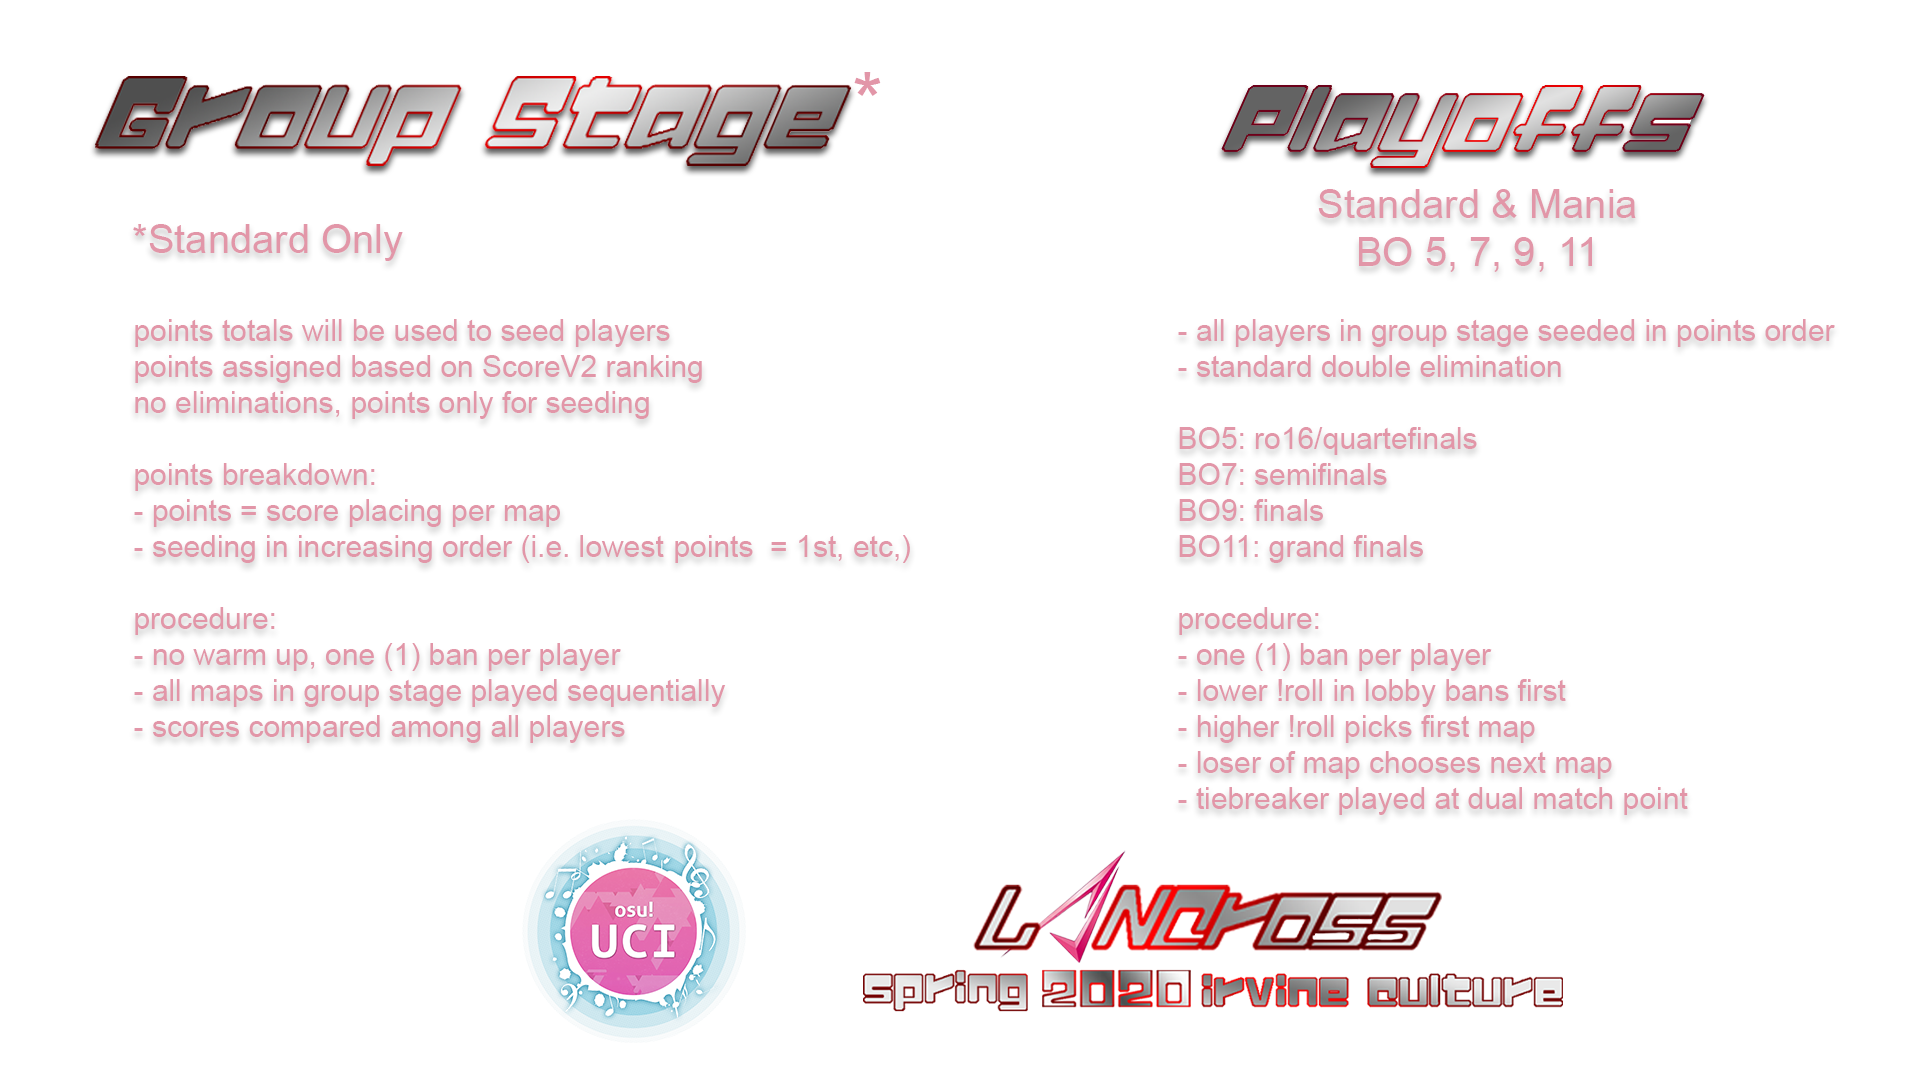 Group Stage*
*Standard Only
points totals will be used to seed players
points assigned based on ScoreV2 ranking
no eliminations, points only for seeding
points breakdown:
- points = score placing per map
- seeding in increasing order (i.e. lowest points  = 1st, etc,)
procedure:
- no warm up, one (1) ban per player
- all maps in group stage played sequentially
- scores compared among all players
Playoffs
Standard & Mania
BO 5, 7, 9, 11
- all players in group stage seeded in points order
- standard double elimination
BO5: ro16/quartefinals
BO7: semifinals
BO9: finals
BO11: grand finals
procedure:
- one (1) ban per player
- lower !roll in lobby bans first
- higher !roll picks first map
- loser of map chooses next map
- tiebreaker played at dual match point
osu!
UCI
LANCross
spring 2020 irvine culture